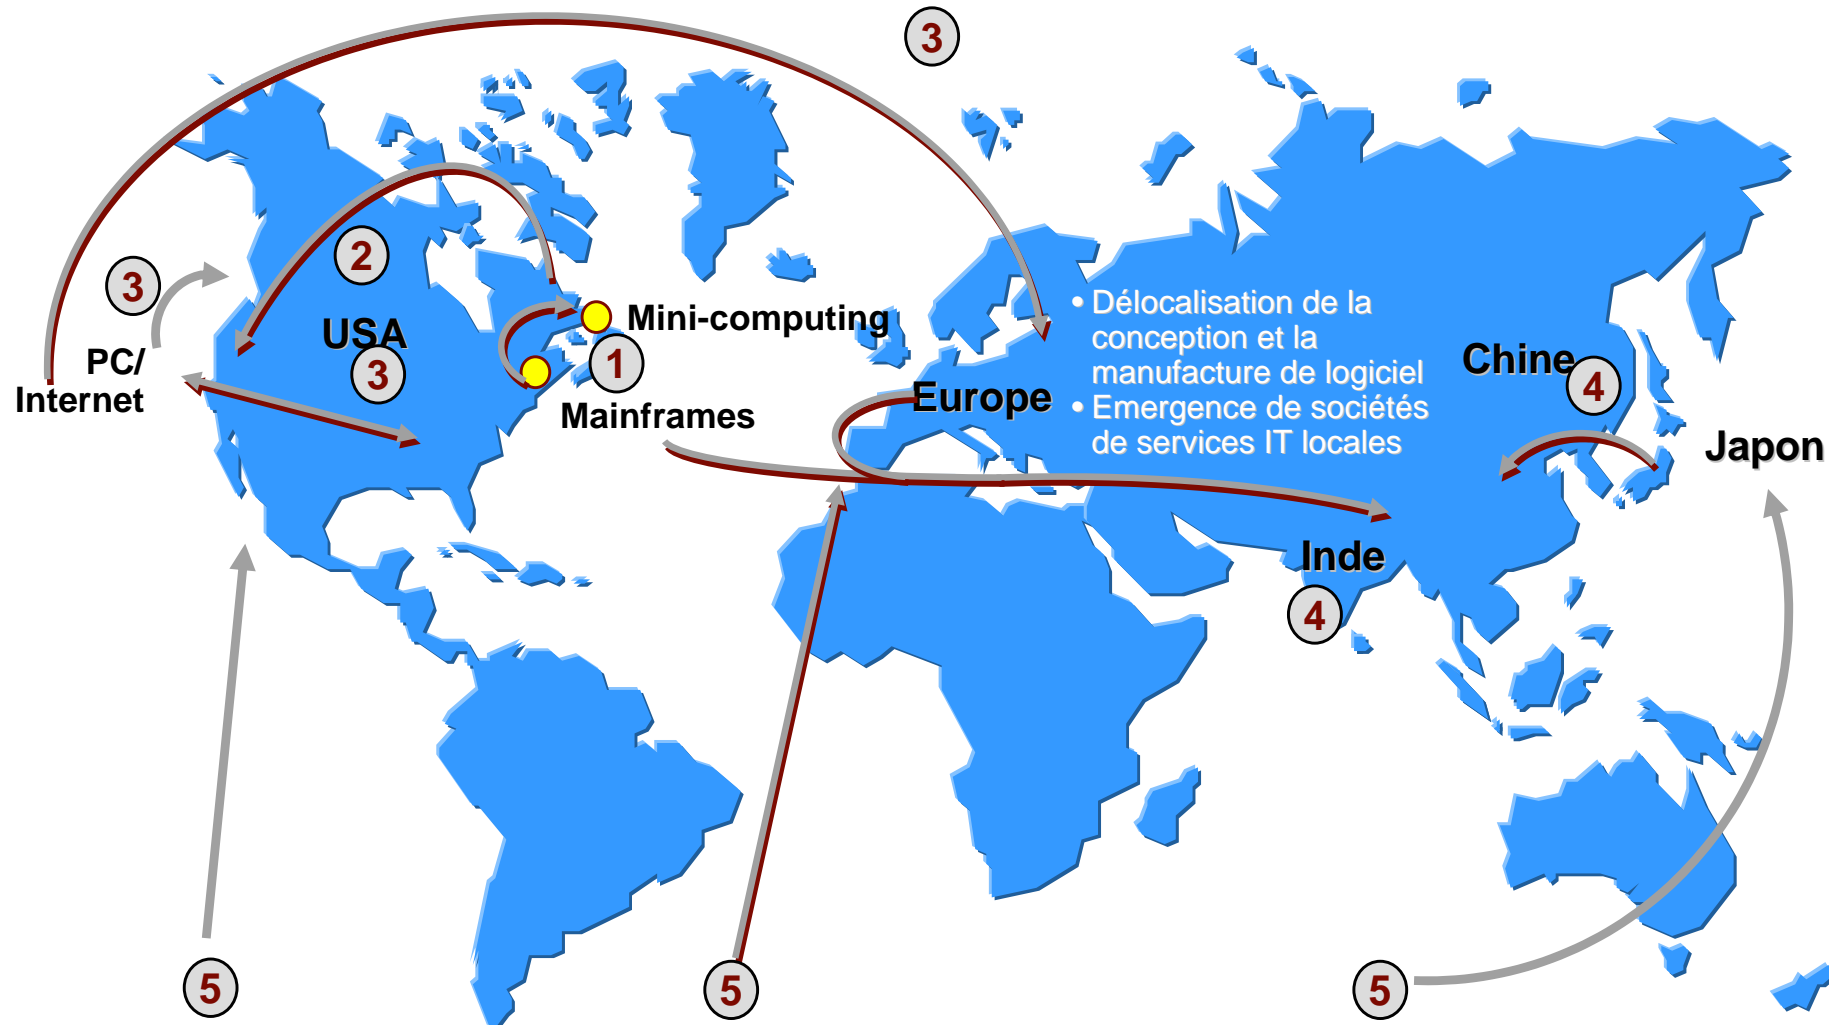 3
2
3
USA
3
PC/
Internet
Mini-computing
1
Mainframes
Europe
• Délocalisation de la
conception et la
manufacture de logiciel
• Emergence de sociétés
de services IT locales
Chine
4
Japon
Inde
4
5
5
5